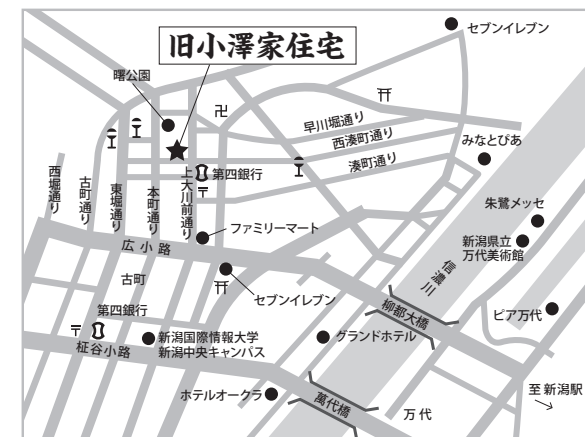 セブンイレブン
旧小澤家住宅
曙公園
早川堀通り
西湊町通り
湊町通り
みなとぴあ
西堀通り
古町通り
東堀通り
本町通り
上大川前通り
第四銀行
朱鷺メッセ
新潟県立
万代美術館
ファミリーマート
広小路
信濃川
古町
セブンイレブン
柳都大橋
ピア万代
第四銀行
新潟国際情報大学
新潟中央キャンパス
グランドホテル
柾谷小路
ホテルオークラ
萬代橋
万代
至 新潟駅